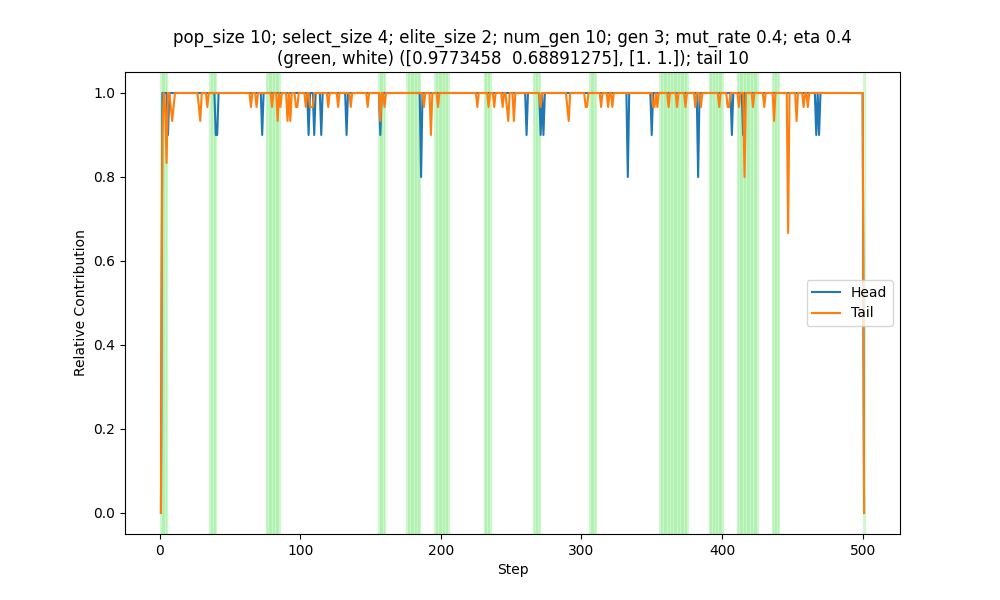 pop_size 10; select_size 4; elite_size 2; num_gen 10; gen 3; mut_rate 0.4; eta 0.4
(green, white) ([0.9773458  0.68891275], [1. 1.]); tail 10
Relative Contribution
1.0
0.8
0.6
0.4
0.2
0.0
Head
Tail
0 100 200 300 400 500
Step